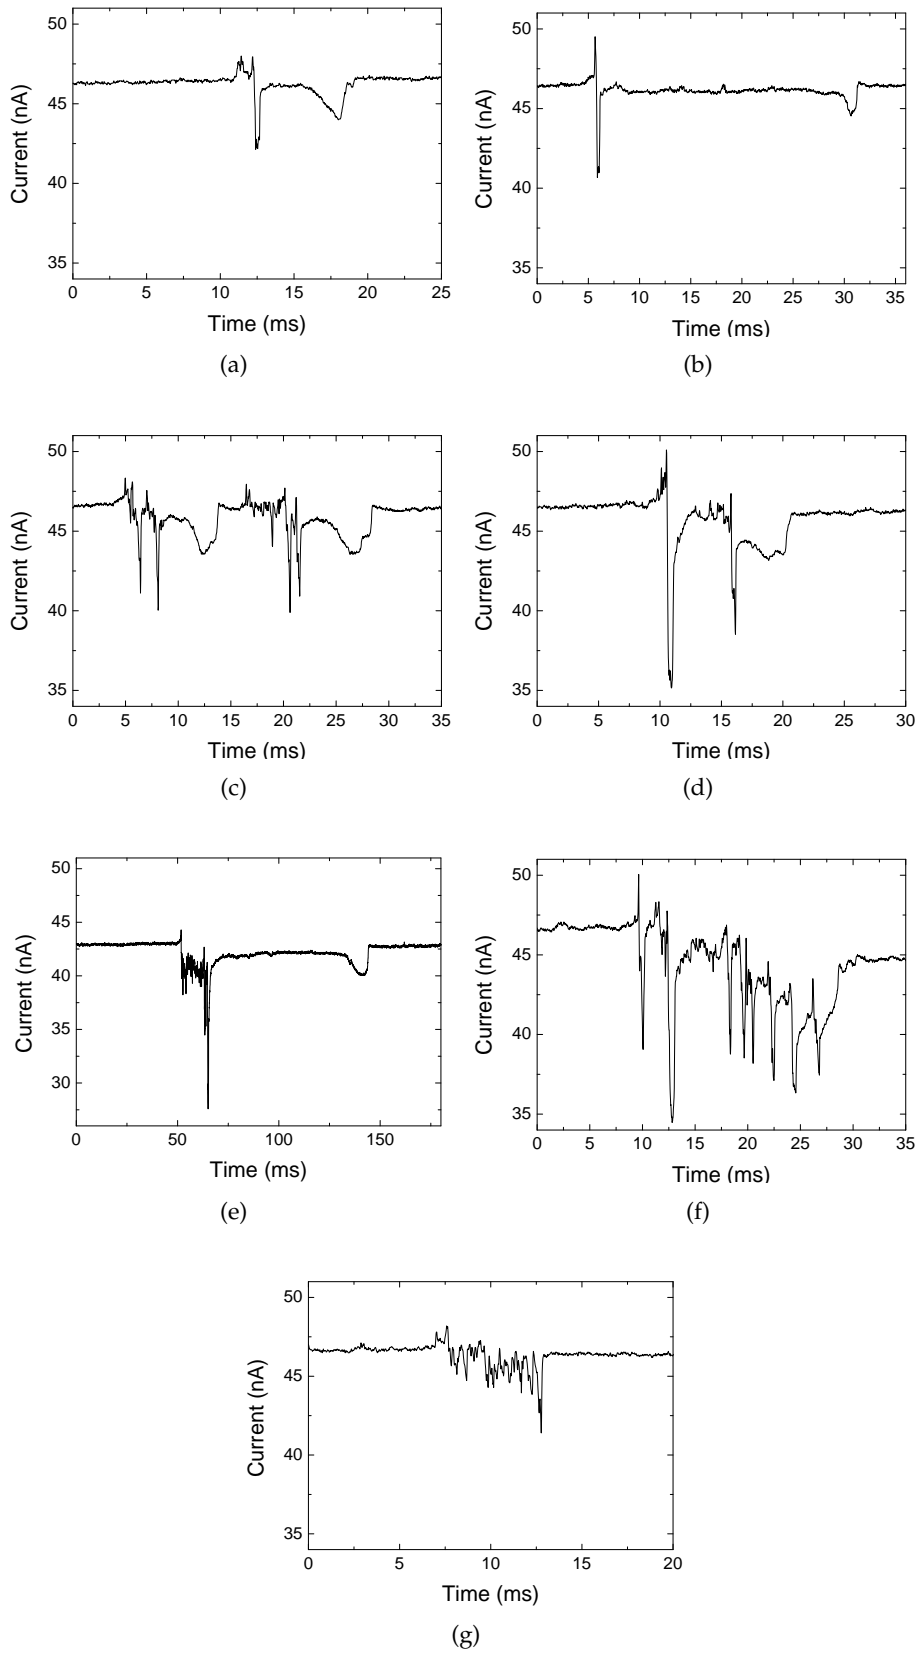 50
45
40
35
Current (nA)
0 5 10 15 20 25
Time (ms)
(a)
50
45
40
35
Current (nA)
0 5 10 15 20 25 30 35
Time (ms)
(b)
50
45
40
35
Current (nA)
0 5 10 15 20 25 30 35
Time (ms)
(c)
50
45
40
35
Current (nA)
0 5 10 15 20 25 30
Time (ms)
(d)
50
45
40
35
30
Current (nA)
0 50 100 150
Time (ms)
(e)
50
45
40
35
Current (nA)
0 5 10 15 20 25 30 35
Time (ms)
(f)
50
45
40
35
Current (nA)
0 5 10 15 20
Time (ms)
(g)